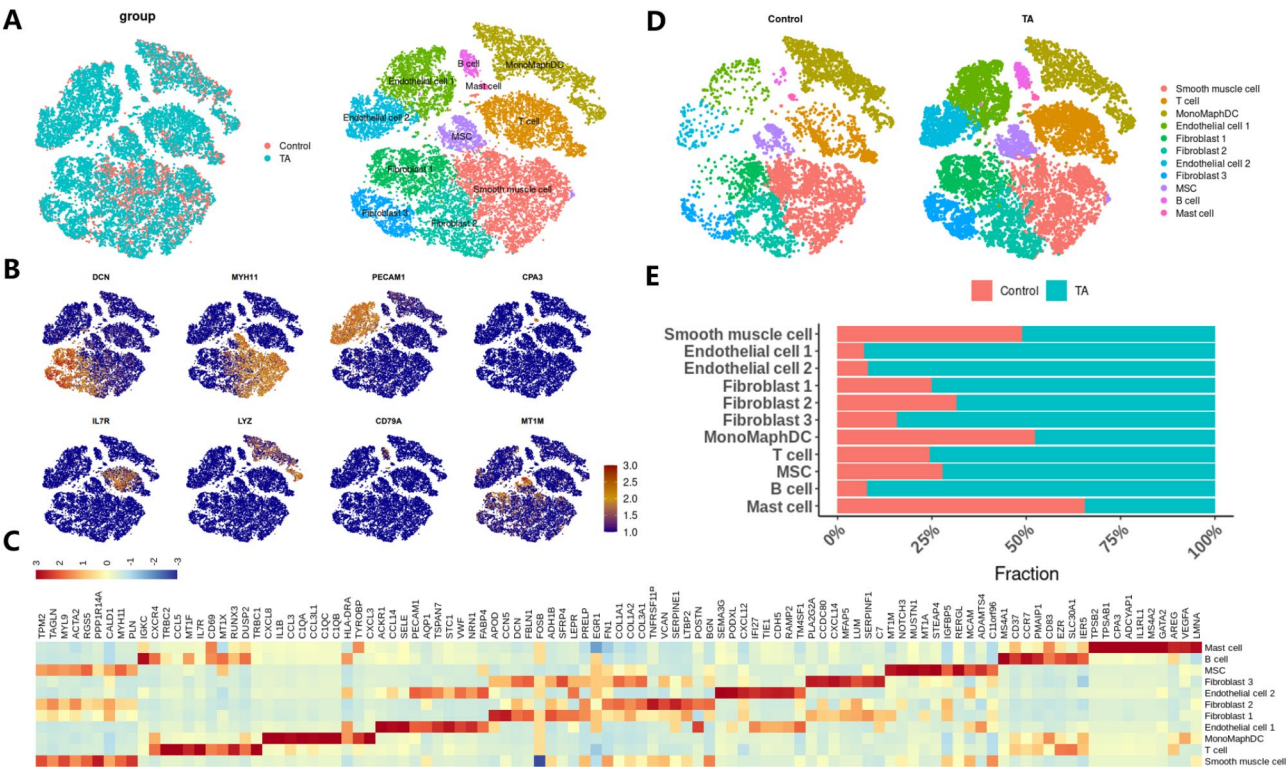 A
group
Control
TA
B cell
MonoMaphDC
Endothelial cell 1
Mast cell
Endothelial cell 2
T cell
MSC
Fibroblast 1
Smooth muscle cell
Fibroblast 3
Fibroblast 2
D
Control
TA
Smooth muscle cell
T cell
MonoMaphDC
Endothelial cell 1
Fibroblast 1
Fibroblast 2
Endothelial cell 2
Fibroblast 3
MSC
B cell
Mast cell
B
DCN
MYH11
PECAM1
CPA3
IL7R
LYZ
CD79A
MT1M
3.0
2.5
2.0
1.5
1.0
E
Control
TA
Smooth muscle cell
Endothelial cell 1
Endothelial cell 2
Fibroblast 1
Fibroblast 2
Fibroblast 3
MonoMaphDC
T cell
MSC
B cell
Mast cell
0%
25%
50%
75%
100%
Fraction
C
3
2
1
0
-1
-2
-3
TPM2
TAGLN
MYL9
ACTA2
RGS5
PPP1R14A
CALD1
MYH11
PLN
IGKC
CXCR4
TRBC2
CCL5
MT1F
IL7R
CD69
MT1X
RUNX3
DUSP2
TRBC1
CXCL8
IL1B
CCL3
C1QA
CCL3L1
C1QC
C1QB
HLA-DRA
TYROBP
CXCL3
ACKR1
CCL14
SELE
PECAM1
AQP1
TSPAN7
STC1
VWF
NRN1
FABP4
APOD
CCN5
DCN
FBLN1
ADH1B
SFRP4
LEPR
PRELP
FOSB
EGR1
FN1
COL1A1
COL1A2
COL3A1
TNFRSF11B
VCAN
SERPINE1
LTBP2
POSTN
BGN
SEMA3G
PODXL
CXCL12
IFI27
TIE1
CDH5
RAMP2
TM4SF1
PLA2G2A
CCDC80
CXCL14
MFAP5
LUM
SERPINF1
C7
MT1M
NOTCH3
MUSTN1
MT1A
STEAP4
IGFBP5
RERGL
MCAM
ADAMTS4
C11orf96
MS4A1
CD37
CCR7
PMAIP1
CD83
EZR
SLC30A1
IER5
TPSB2
TPSAB1
CPA3
ADCYAP1
IL1RL1
MS4A2
GATA2
AREG
VEGFA
LMNA
Mast cell
B cell
MSC
Fibroblast 3
Endothelial cell 2
Fibroblast 2
Fibroblast 1
Endothelial cell 1
MonoMaphDC
T cell
Smooth muscle cell